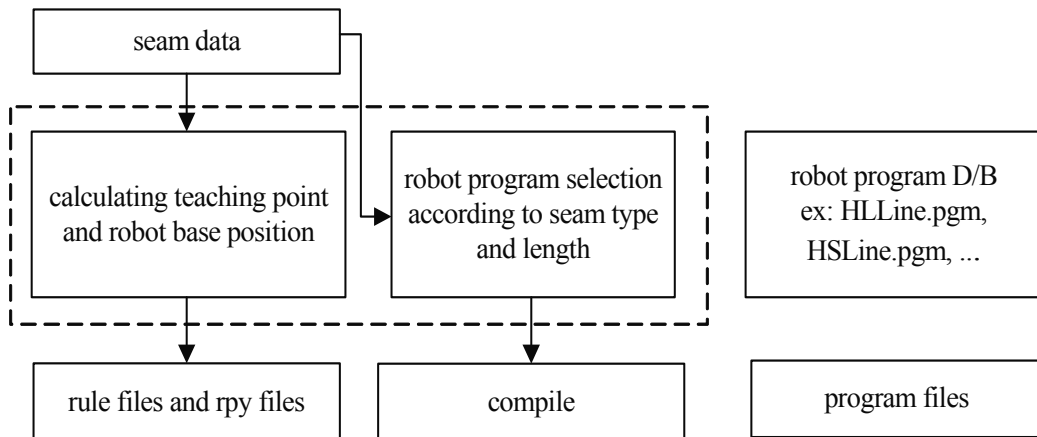 seam data
calculating teaching point
and robot base position
robot program selection
according to seam type
and length
robot program D/B
ex: HLLine.pgm,
HSLine.pgm, ...
rule files and rpy files
compile
program files